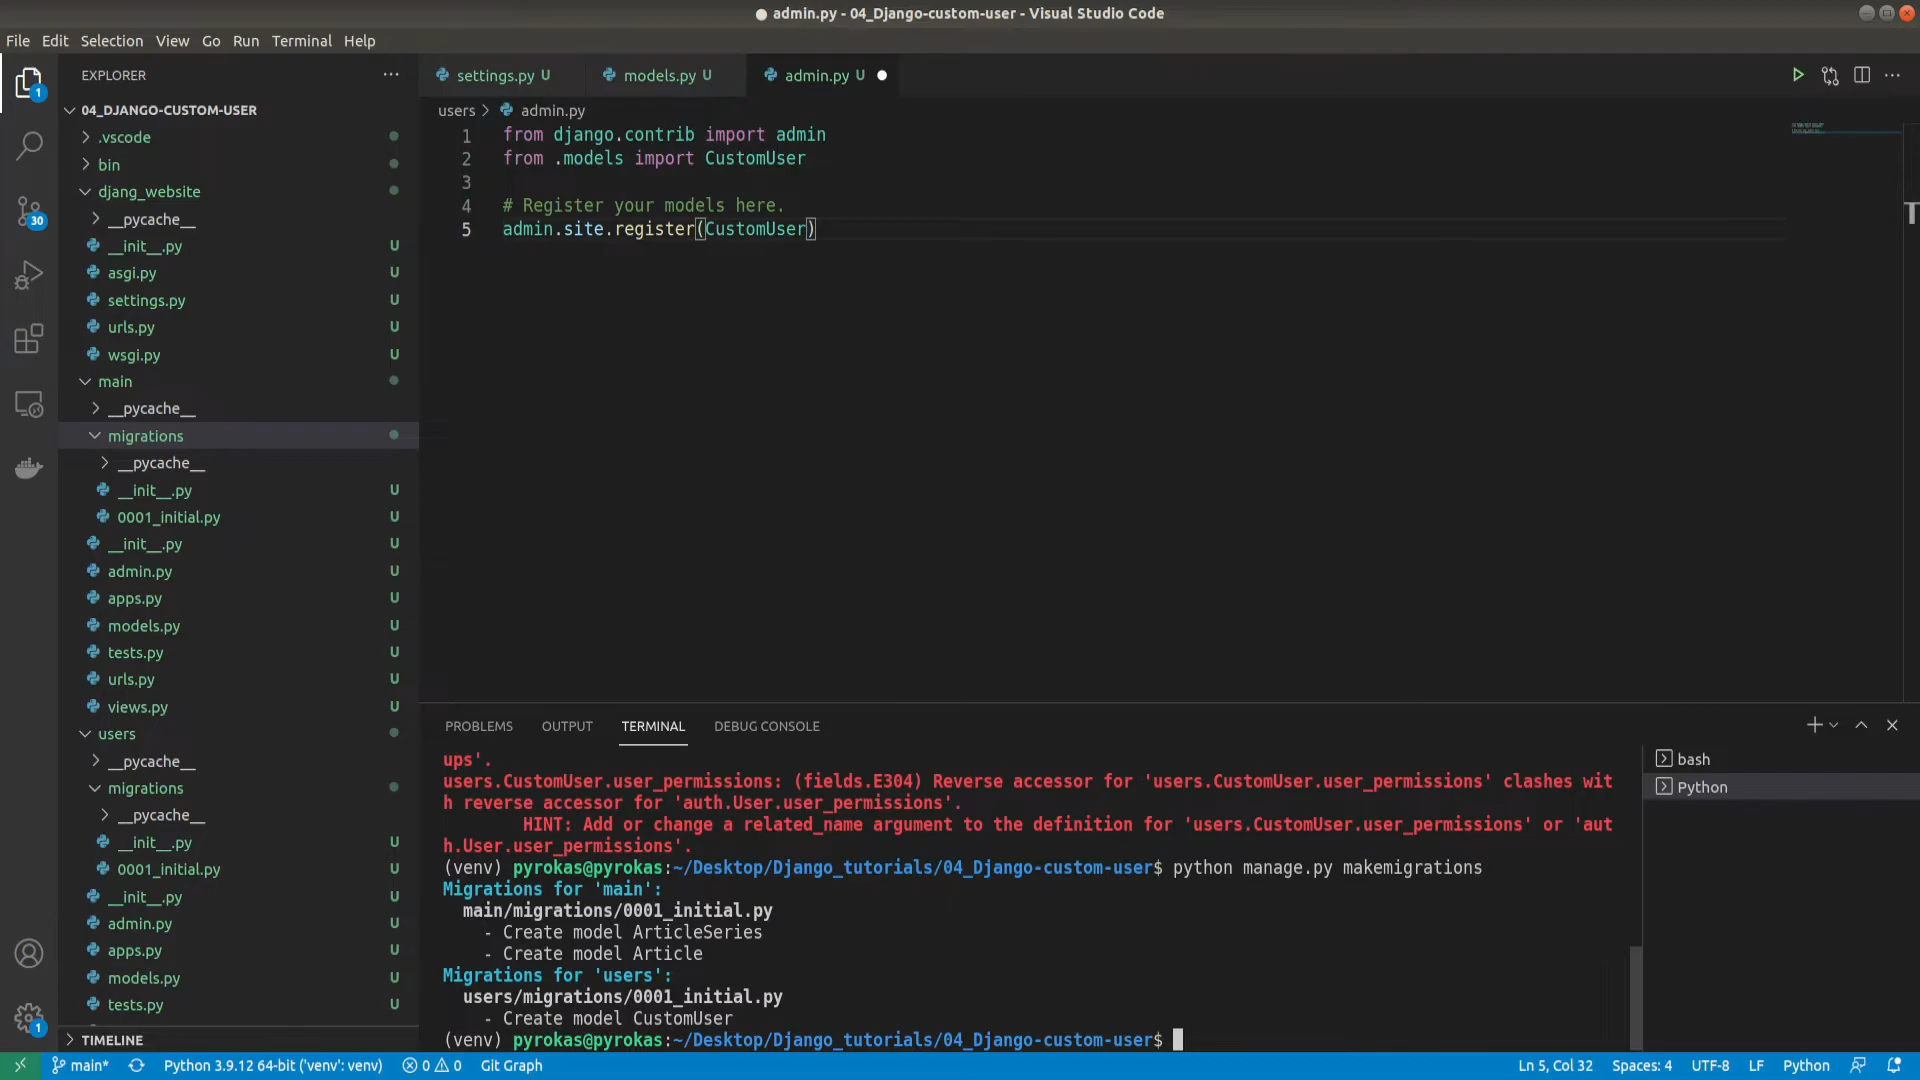 admin.py - 04_Django-custom-user - Visual Studio Code
File Edit Selection View Go Run Terminal Help
EXPLORER
04_DJANGO-CUSTOM-USER
.vscode
bin
djang_website
__pycache__
__init__.py U
asgi.py U
settings.py U
urls.py U
wsgi.py U
main
__pycache__
migrations
__pycache__
__init__.py U
0001_initial.py U
__init__.py U
admin.py U
apps.py U
models.py U
tests.py U
urls.py U
views.py U
users
__pycache__
migrations
__pycache__
__init__.py U
0001_initial.py U
__init__.py U
admin.py U
apps.py U
models.py U
tests.py U
TIMELINE
1
30
1
settings.py U models.py U admin.py U
users > admin.py
1 from django.contrib import admin
2 from .models import CustomUser
3
4 # Register your models here.
5 admin.site.register(CustomUser)
PROBLEMS OUTPUT TERMINAL DEBUG CONSOLE
ups'.
users.CustomUser.user_permissions: (fields.E304) Reverse accessor for 'users.CustomUser.user_permissions' clashes wit
h reverse accessor for 'auth.User.user_permissions'.
HINT: Add or change a related_name argument to the definition for 'users.CustomUser.user_permissions' or 'aut
h.User.user_permissions'.
(venv) pyrokas@pyrokas:~/Desktop/Django_tutorials/04_Django-custom-user$ python manage.py makemigrations
Migrations for 'main':
main/migrations/0001_initial.py
- Create model ArticleSeries
- Create model Article
Migrations for 'users':
users/migrations/0001_initial.py
- Create model CustomUser
(venv) pyrokas@pyrokas:~/Desktop/Django_tutorials/04_Django-custom-user$
bash
Python
main* Python 3.9.12 64-bit ('venv': venv) 0 0 Git Graph Ln 5, Col 32 Spaces: 4 UTF-8 LF Python